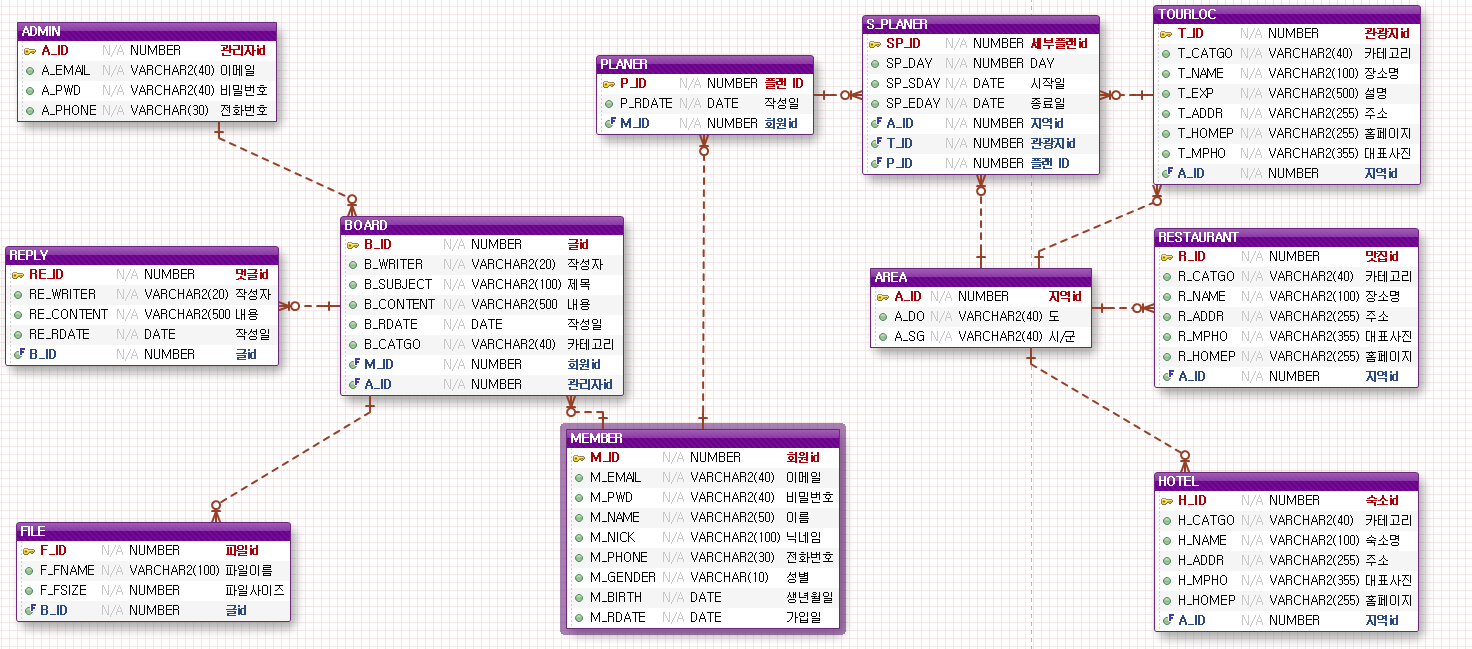 ADMIN
A_ID N/A NUMBER 관리자id
A_EMAIL N/A VARCHAR2(40) 이메일
A_PWD N/A VARCHAR2(40) 비밀번호
A_PHONE N/A VARCHAR(30) 전화번호
PLANER
P_ID N/A NUMBER 플랜 ID
P_RDATE N/A DATE 작성일
M_ID N/A NUMBER 회원id
S_PLANER
SP_ID N/A NUMBER 세부플랜id
SP_DAY N/A NUMBER DAY
SP_SDAY N/A DATE 시작일
SP_EDAY N/A DATE 종료일
A_ID N/A NUMBER 지역id
T_ID N/A NUMBER 관광지id
P_ID N/A NUMBER 플랜 ID
TOURLOC
T_ID N/A NUMBER 관광지id
T_CATGO N/A VARCHAR2(40) 카테고리
T_NAME N/A VARCHAR2(100) 장소명
T_EXP N/A VARCHAR2(500) 설명
T_ADDR N/A VARCHAR2(255) 주소
T_HOMEP N/A VARCHAR2(255) 홈페이지
T_MPHO N/A VARCHAR2(355) 대표사진
A_ID N/A NUMBER 지역id
REPLY
RE_ID N/A NUMBER 댓글id
RE_WRITER N/A VARCHAR2(20) 작성자
RE_CONTENT N/A VARCHAR2(500 내용
RE_RDATE N/A DATE 작성일
B_ID N/A NUMBER 글id
BOARD
B_ID N/A NUMBER 글id
B_WRITER N/A VARCHAR2(20) 작성자
B_SUBJECT N/A VARCHAR2(100) 제목
B_CONTENT N/A VARCHAR2(500 내용
B_RDATE N/A DATE 작성일
B_CATGO N/A VARCHAR2(40) 카테고리
M_ID N/A NUMBER 회원id
A_ID N/A NUMBER 관리자id
AREA
A_ID N/A NUMBER 지역id
A_DO N/A VARCHAR2(40) 도
A_SG N/A VARCHAR2(40) 시/군
RESTAURANT
R_ID N/A NUMBER 맛집id
R_CATGO N/A VARCHAR2(40) 카테고리
R_NAME N/A VARCHAR2(100) 장소명
R_ADDR N/A VARCHAR2(255) 주소
R_MPHO N/A VARCHAR2(355) 대표사진
R_HOMEP N/A VARCHAR2(255) 홈페이지
A_ID N/A NUMBER 지역id
FILE
F_ID N/A NUMBER 파일id
F_FNAME N/A VARCHAR2(100) 파일이름
F_FSIZE N/A NUMBER 파일사이즈
B_ID N/A NUMBER 글id
MEMBER
M_ID N/A NUMBER 회원id
M_EMAIL N/A VARCHAR2(40) 이메일
M_PWD N/A VARCHAR2(40) 비밀번호
M_NAME N/A VARCHAR2(50) 이름
M_NICK N/A VARCHAR2(100) 닉네임
M_PHONE N/A VARCHAR2(30) 전화번호
M_GENDER N/A VARCHAR(10) 성별
M_BIRTH N/A DATE 생년월일
M_RDATE N/A DATE 가입일
HOTEL
H_ID N/A NUMBER 숙소id
H_CATGO N/A VARCHAR2(40) 카테고리
H_NAME N/A VARCHAR2(100) 숙소명
H_ADDR N/A VARCHAR2(255) 주소
H_MPHO N/A VARCHAR2(355) 대표사진
H_HOMEP N/A VARCHAR2(255) 홈페이지
A_ID N/A NUMBER 지역id